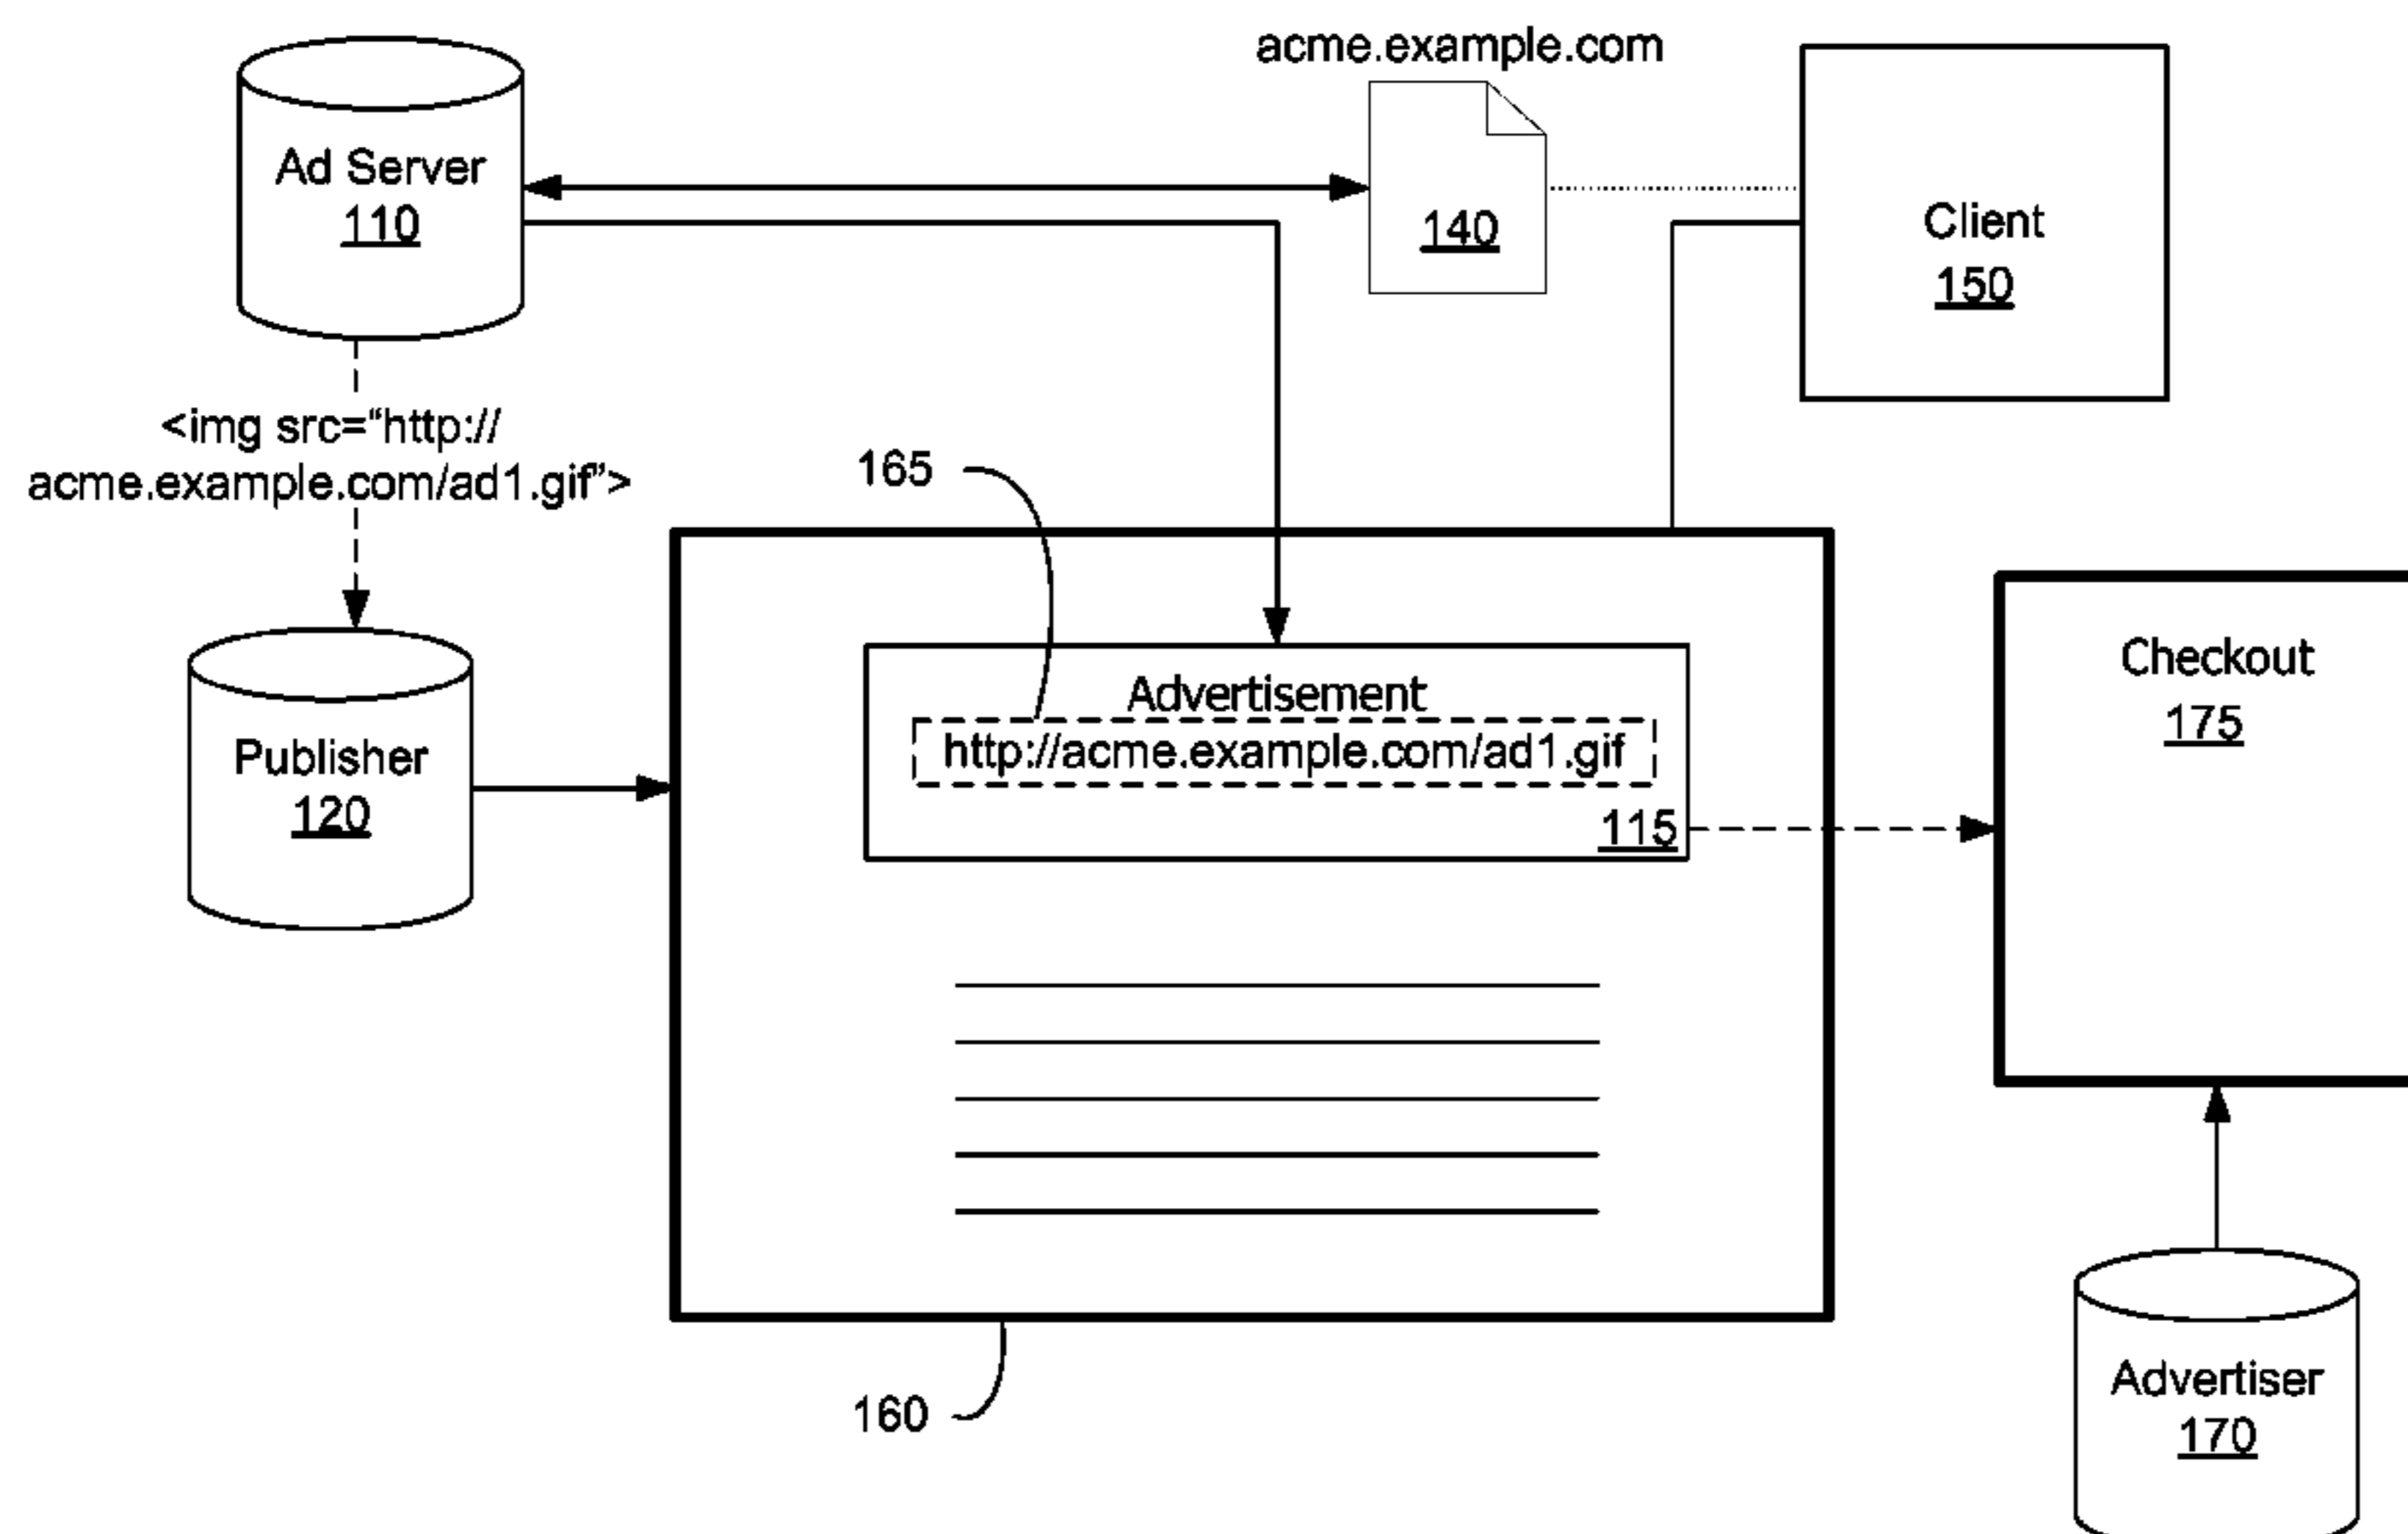 acme.example.com
Ad Server
110
140
Client
150
<img src=“http://
acme.example.com/ad1.gif”>
165
Advertisement
http://acme.example.com/ad1.gif
115
Publisher
120
Checkout
175
160
Advertiser
170